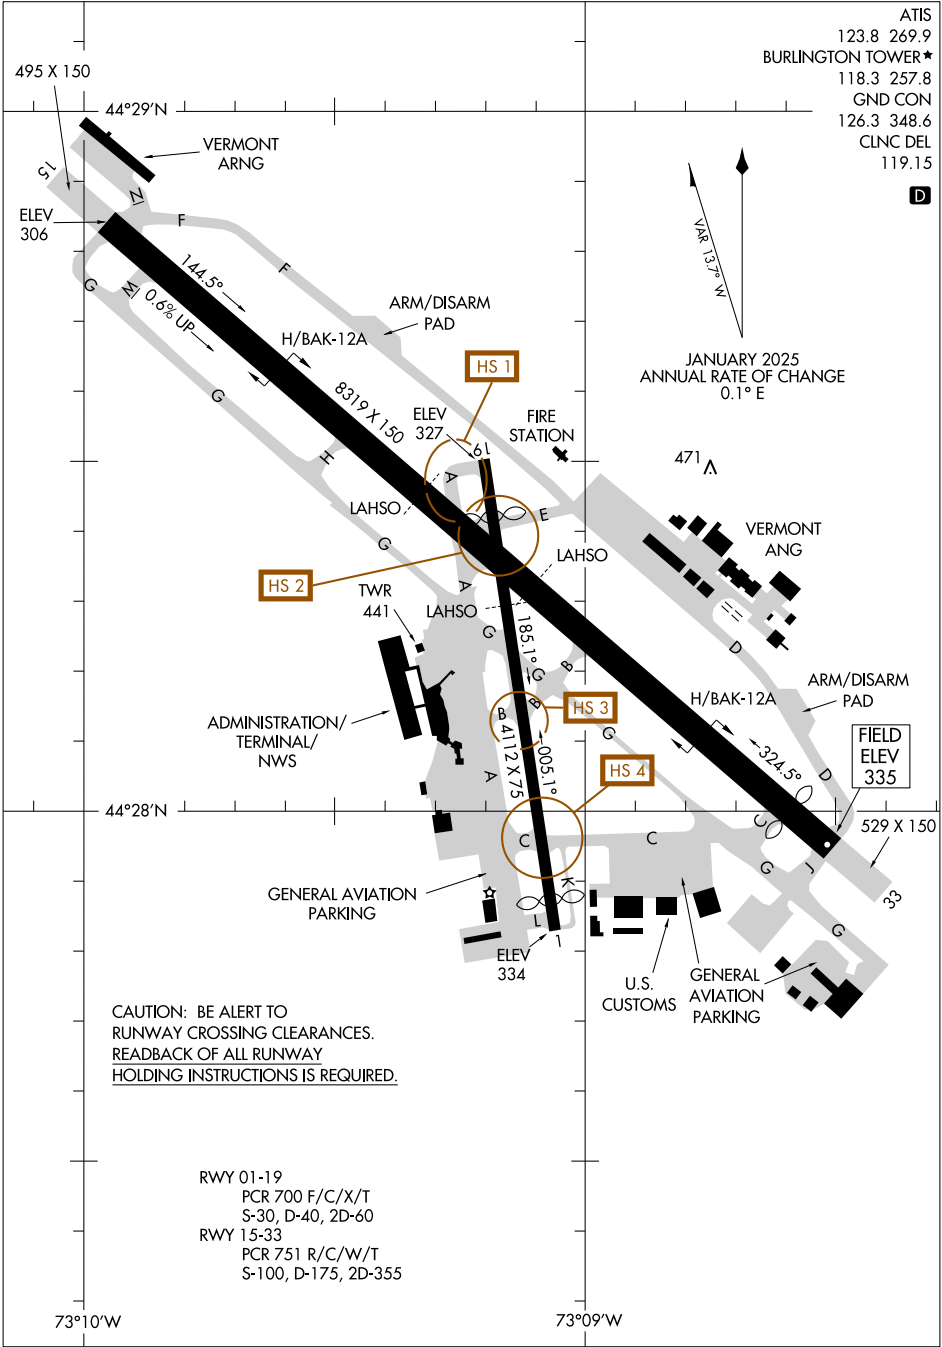 ATIS
123.8 269.9
BURLINGTON TOWER★
118.3 257.8
GND CON
126.3 348.6
CLNC DEL
119.15
D
495 X 150
44°29'N
VERMONT
ARNG
15
N
ELEV
306
F
F
G
M
144.5°
0.6% UP
VAR 13.7° W
H/BAK-12A
ARM/DISARM
PAD
JANUARY 2025
ANNUAL RATE OF CHANGE
0.1° E
HS 1
G
8319 X 150
ELEV
327
19
FIRE
STATION
471
H
A
LAHSO
E
VERMONT
ANG
G
LAHSO
HS 2
TWR
441
A
LAHSO
G
185.1°
D
G
B
B
ARM/DISARM
PAD
H/BAK-12A
ADMINISTRATION/
TERMINAL/
NWS
B
HS 3
G
4112 X 75
005.1°
324.5°
FIELD
ELEV
335
A
HS 4
D
44°28'N
C
529 X 150
C
C
G
J
K
GENERAL AVIATION
PARKING
33
L
G
1
ELEV
334
U.S.
CUSTOMS
GENERAL
AVIATION
PARKING
CAUTION: BE ALERT TO
RUNWAY CROSSING CLEARANCES.
READBACK OF ALL RUNWAY
HOLDING INSTRUCTIONS IS REQUIRED.
RWY 01-19
PCR 700 F/C/X/T
S-30, D-40, 2D-60
RWY 15-33
PCR 751 R/C/W/T
S-100, D-175, 2D-355
73°10'W
73°09'W